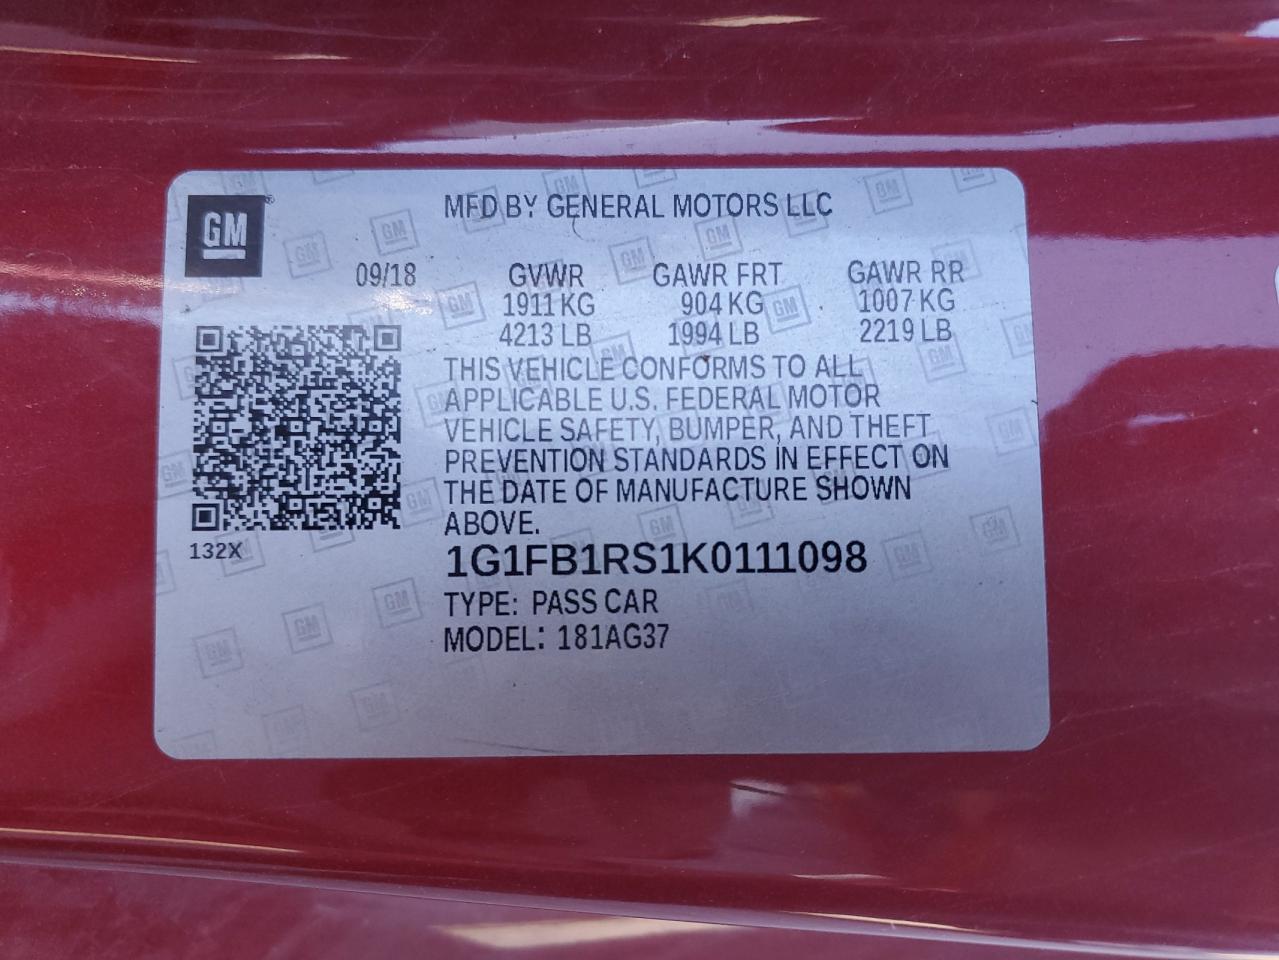 GM
MFD BY GENERAL MOTORS LLC
09/18 GVWR GAWR FRT GAWR RR
1911 KG 904 KG 1007 KG
4213 LB 1994 LB 2219 LB
THIS VEHICLE CONFORMS TO ALL
APPLICABLE U.S. FEDERAL MOTOR
VEHICLE SAFETY, BUMPER, AND THEFT
PREVENTION STANDARDS IN EFFECT ON
THE DATE OF MANUFACTURE SHOWN
ABOVE.
132X
1G1FB1RS1K0111098
TYPE: PASS CAR
MODEL: 181AG37